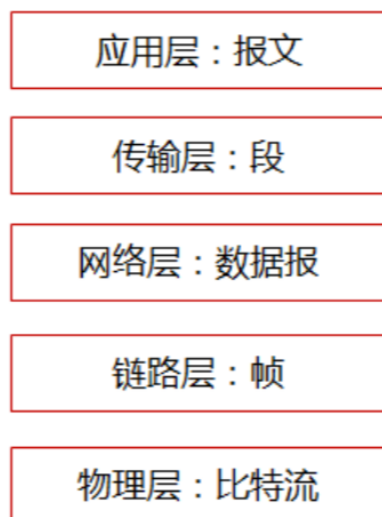 应用层：报文
传输层：段
网络层：数据报
链路层：帧
物理层：比特流